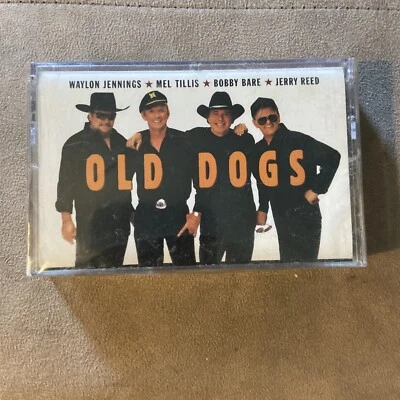 WAYLON JENNINGS ★ MEL TILLIS ★ BOBBY BARE ★ JERRY REED
OLD DOGS